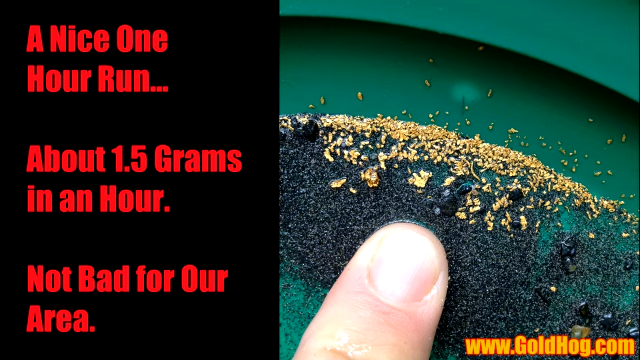 A Nice One
Hour Run...
About 1.5 Grams
in an Hour.
Not Bad for Our
Area.
www.GoldHog.com